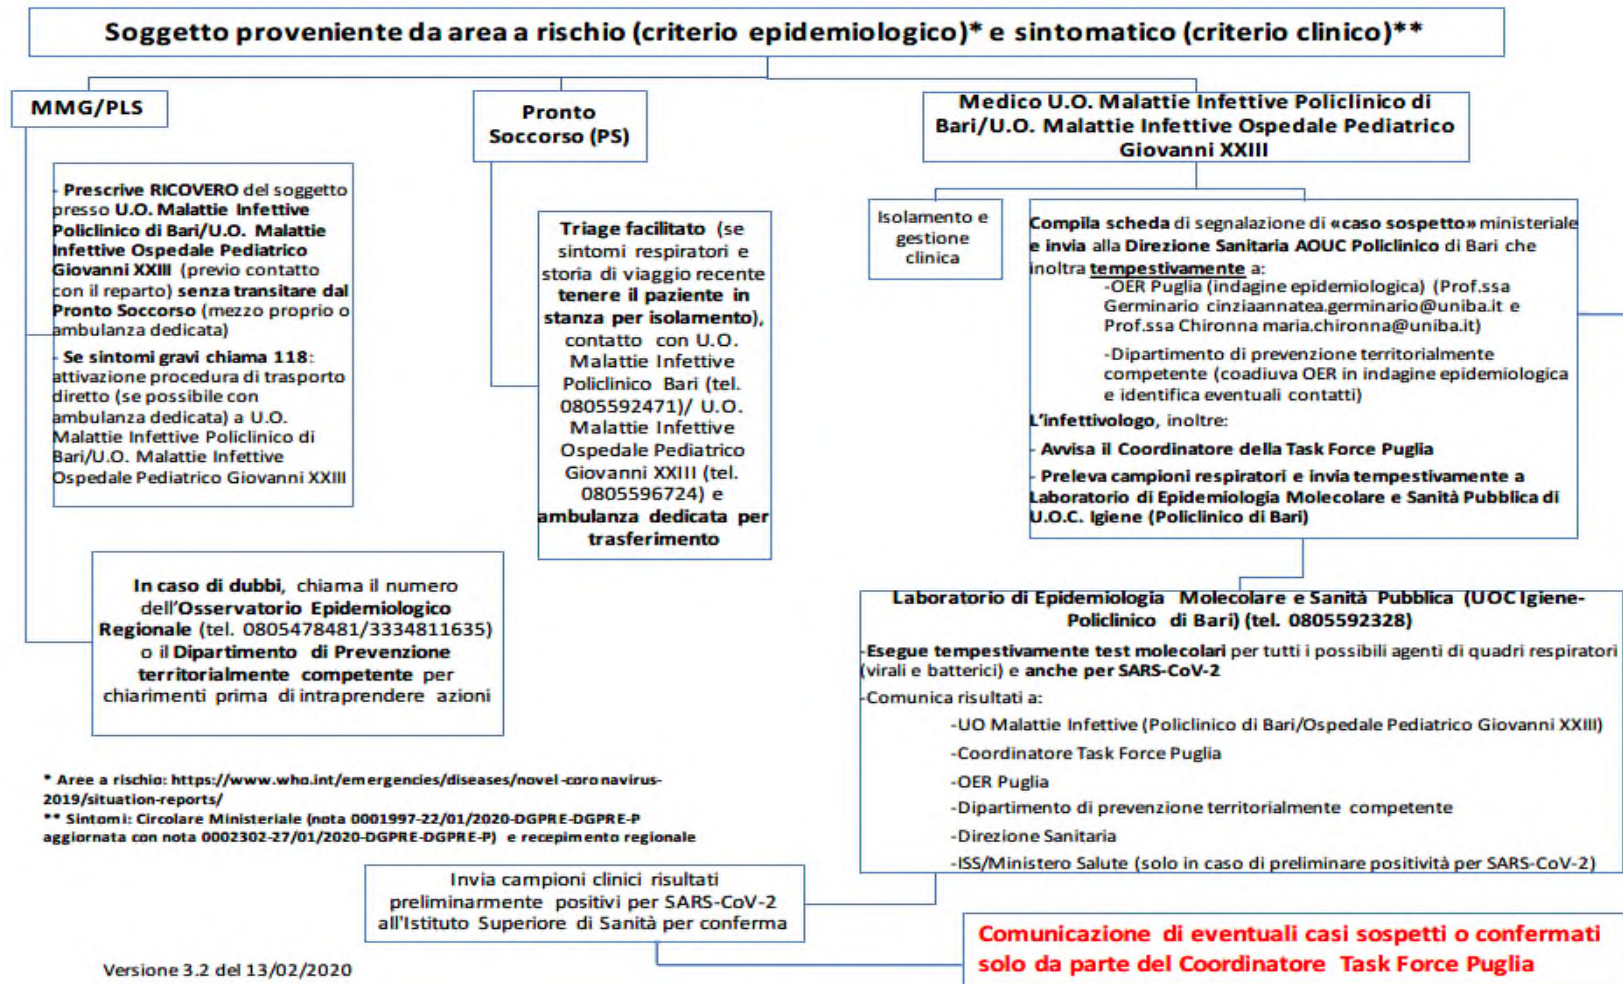 Soggetto proveniente da area a rischio (criterio epidemiologico)* e sintomatico (criterio clinico)**
MMG/PLS
- Prescrive RICOVERO del soggetto
presso U.O. Malattie Infettive
Policlinico di Bari/U.O. Malattie
Infettive Ospedale Pediatrico
Giovanni XXIII (previo contatto
con il reparto) senza transitare dal
Pronto Soccorso (mezzo proprio o
ambulanza dedicata)
- Se sintomi gravi chiama 118:
attivazione procedura di trasporto
diretto (se possibile con
ambulanza dedicata) a U.O.
Malattie Infettive Policlinico di
Bari/U.O. Malattie Infettive
Ospedale Pediatrico Giovanni XXIII
In caso di dubbi, chiama il numero
dell'Osservatorio Epidemiologico
Regionale (tel. 0805478481/3334811635)
o il Dipartimento di Prevenzione
territorialmente competente per
chiarimenti prima di intraprendere azioni
Pronto
Soccorso (PS)
Triage facilitato (se
sintomi respiratori e
storia di viaggio recente
tenere il paziente in
stanza per isolamento),
contatto con U.O.
Malattie Infettive
Policlinico Bari (tel.
0805592471)/ U.O.
Malattie Infettive
Ospedale Pediatrico
Giovanni XXIII (tel.
0805596724) e
ambulanza dedicata per
trasferimento
Medico U.O. Malattie Infettive Policlinico di
Bari/U.O. Malattie Infettive Ospedale Pediatrico
Giovanni XXIII
Isolamento e
gestione
clinica
Compila scheda di segnalazione di «caso sospetto» ministeriale
e invia alla Direzione Sanitaria AOUC Policlinico di Bari che
inoltra tempestivamente a:
-OER Puglia (indagine epidemiologica) (Prof.ssa
Germinario cinziaannatea.germinario@uniba.it e
Prof.ssa Chironna maria.chironna@uniba.it)
-Dipartimento di prevenzione territorialmente
competente (coadiuva OER in indagine epidemiologica
e identifica eventuali contatti)
L'infettivologo, inoltre:
- Avvisa il Coordinatore della Task Force Puglia
- Preleva campioni respiratori e invia tempestivamente a
Laboratorio di Epidemiologia Molecolare e Sanità Pubblica di
U.O.C. Igiene (Policlinico di Bari)
Laboratorio di Epidemiologia Molecolare e Sanità Pubblica (UOC Igiene-
Policlinico di Bari) (tel. 0805592328)
-Esegue tempestivamente test molecolari per tutti i possibili agenti di quadri respiratori
(virali e batterici) e anche per SARS-CoV-2
-Comunica risultati a:
-UO Malattie Infettive (Policlinico di Bari/Ospedale Pediatrico Giovanni XXIII)
-Coordinatore Task Force Puglia
-OER Puglia
-Dipartimento di prevenzione territorialmente competente
-Direzione Sanitaria
-ISS/Ministero Salute (solo in caso di preliminare positività per SARS-CoV-2)
* Aree a rischio: https://www.who.int/emergencies/diseases/novel-coronavirus-
2019/situation-reports/
** Sintomi: Circolare Ministeriale (nota 0001997-22/01/2020-DGPRE-DGPRE-P
aggiornata con nota 0002302-27/01/2020-DGPRE-DGPRE-P) e recepimento regionale
Invia campioni clinici risultati
preliminarmente positivi per SARS-CoV-2
all'Istituto Superiore di Sanità per conferma
Comunicazione di eventuali casi sospetti o confermati
solo da parte del Coordinatore Task Force Puglia
Versione 3.2 del 13/02/2020